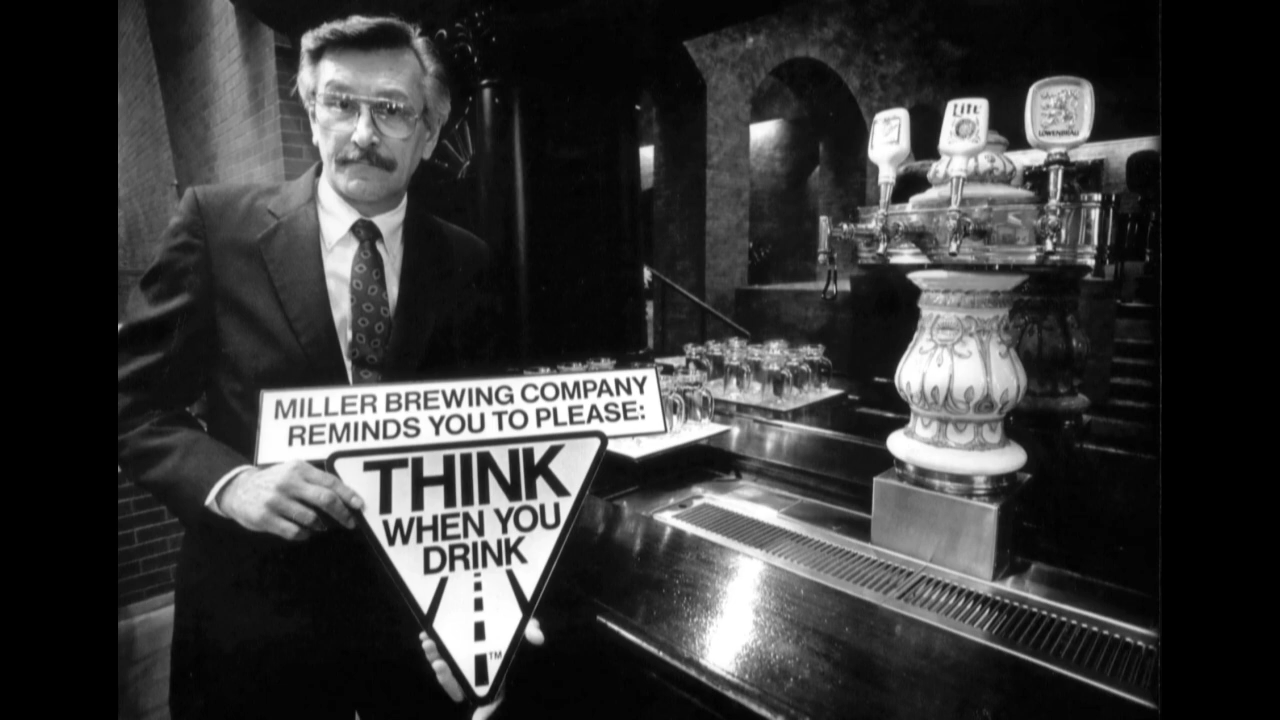 MILLER BREWING COMPANY
REMINDS YOU TO PLEASE:
THINK
WHEN YOU
DRINK
TM
Lite
LÖWENBRÄU